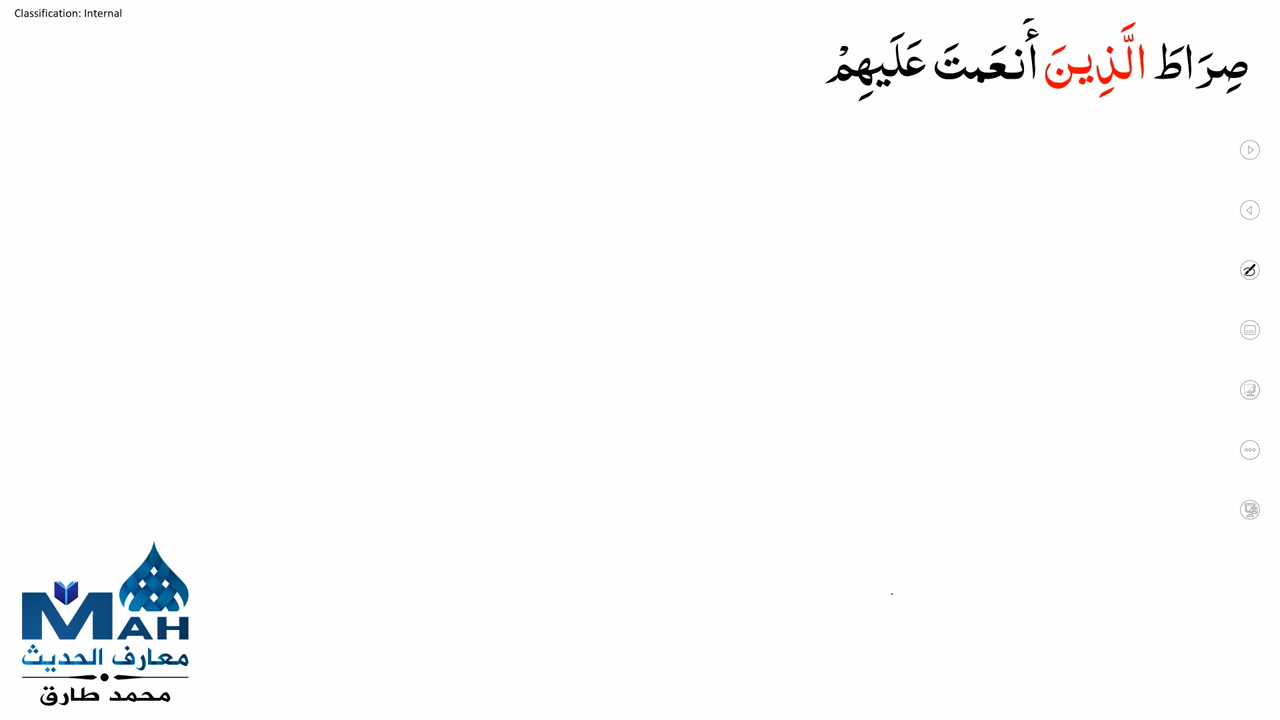 Classification: Internal
صِرَاطَ الَّذِينَ أَنعَمتَ عَلَيهِمْ
MAH
معارف الحديث
محمد طارق